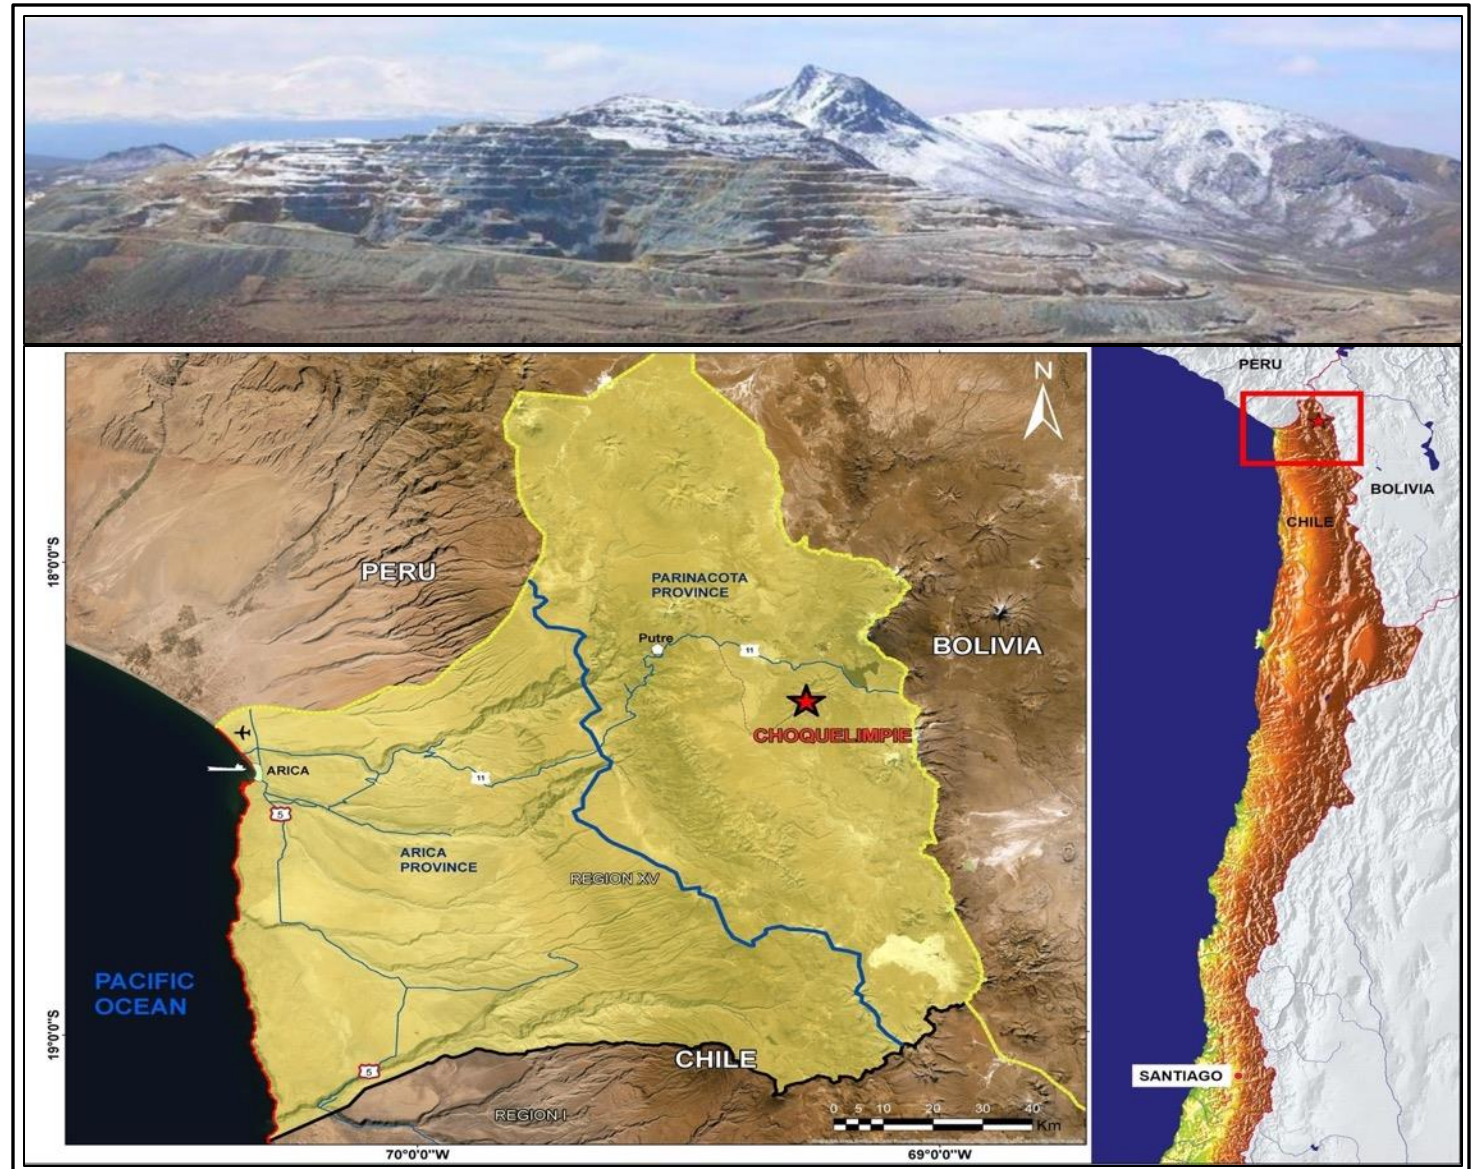 N
PERU
PARINACOTA
PROVINCE
Putre
11
BOLIVIA
CHOQUELIMPIE
ARICA
11
5
ARICA
PROVINCE
REGION XV
PACIFIC
OCEAN
CHILE
5
REGION I
0 5 10 20 30 40
Km
18°0'0"S
19°0'0"S
70°0'0"W
69°0'0"W
PERU
BOLIVIA
CHILE
SANTIAGO